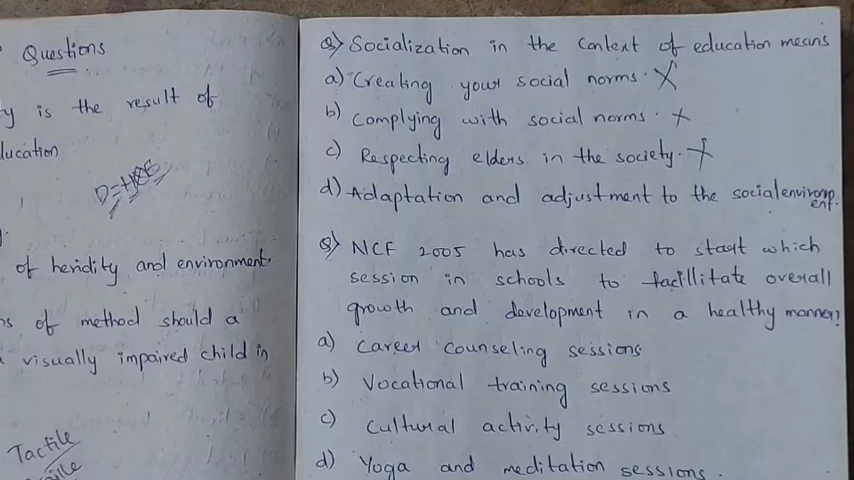 Questions
y is the result of
ducation
D=H&E
of heridity and environment.
of method should a
visually impaired child in
Tactile
Q) Socialization in the context of education means
a) Creating your social norms. X
b) Complying with social norms. X
c) Respecting elders in the society. X
d) Adaptation and adjustment to the social environment.
Q) NCF 2005 has directed to start which
session in schools to facillitate overall
growth and development in a healthy manner?
a) Career counseling sessions
b) Vocational training sessions
c) Cultural activity sessions
d) Yoga and meditation sessions.